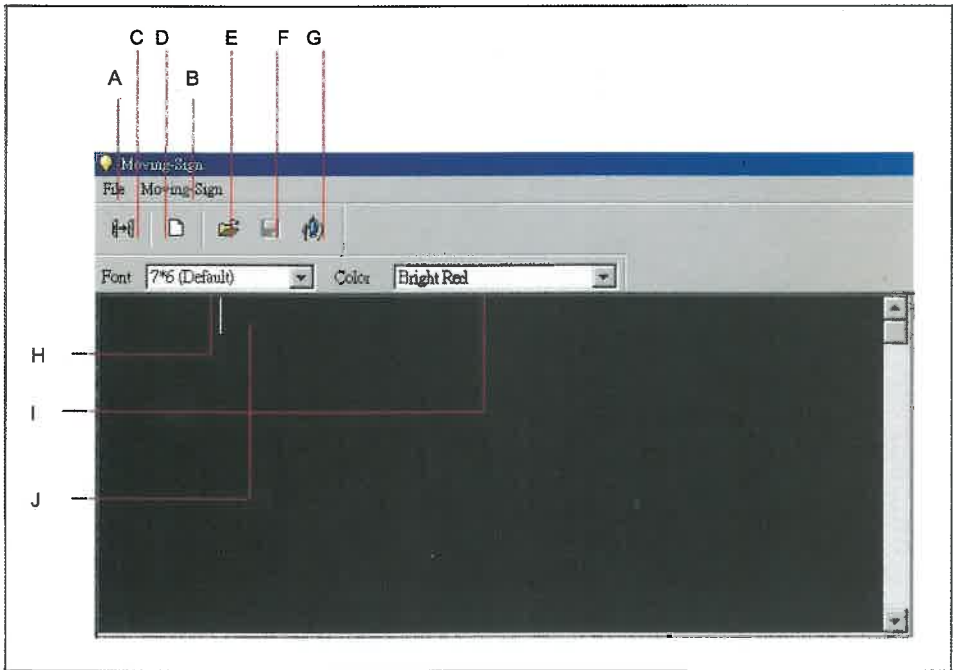 C D E F G
A B
Moving-Sign
File Moving-Sign
Font 7*6 (Default) Color Bright Red
H
I
J